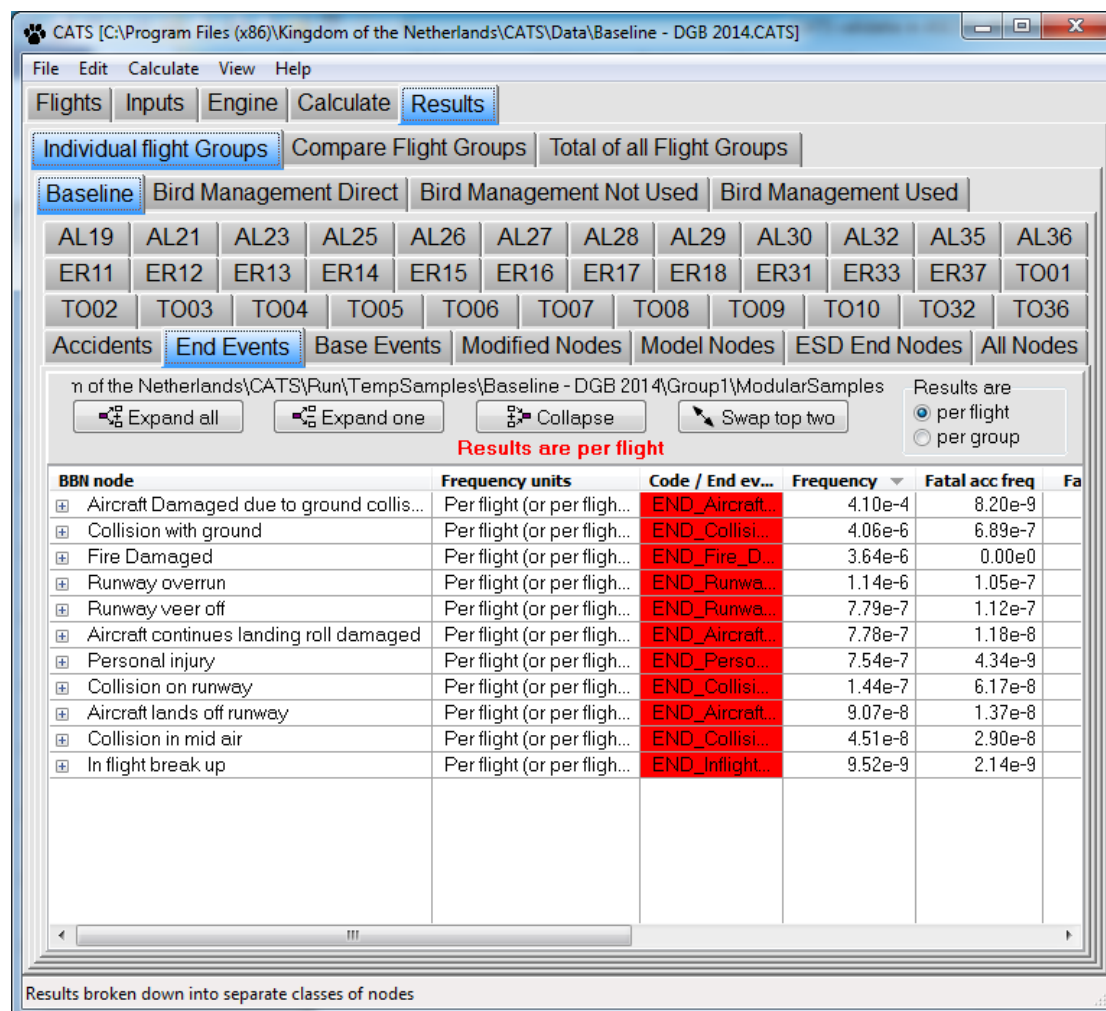 CATS [C:\Program Files (x86)\Kingdom of the Netherlands\CATS\Data\Baseline - DGB 2014.CATS]
File Edit Calculate View Help
Flights Inputs Engine Calculate Results
Individual flight Groups Compare Flight Groups Total of all Flight Groups
Baseline Bird Management Direct Bird Management Not Used Bird Management Used
AL19 AL21 AL23 AL25 AL26 AL27 AL28 AL29 AL30 AL32 AL35 AL36
ER11 ER12 ER13 ER14 ER15 ER16 ER17 ER18 ER31 ER33 ER37 TO01
TO02 TO03 TO04 TO05 TO06 TO07 TO08 TO09 TO10 TO32 TO36
Accidents End Events Base Events Modified Nodes Model Nodes ESD End Nodes All Nodes
of the Netherlands\CATS\Run\TempSamples\Baseline - DGB 2014\Group1\ModularSamples Results are
Expand all Expand one Collapse Swap top two per flight
per group
Results are per flight
BBN node Frequency units Code / End ev... Frequency Fatal acc freq Fa
Aircraft Damaged due to ground collis... Per flight (or per fligh... END_Aircraft... 4.10e-4 8.20e-9
Collision with ground Per flight (or per fligh... END_Collisi... 4.06e-6 6.89e-7
Fire Damaged Per flight (or per fligh... END_Fire_D... 3.64e-6 0.00e0
Runway overrun Per flight (or per fligh... END_Runwa... 1.14e-6 1.05e-7
Runway veer off Per flight (or per fligh... END_Runwa... 7.79e-7 1.12e-7
Aircraft continues landing roll damaged Per flight (or per fligh... END_Aircraft... 7.78e-7 1.18e-8
Personal injury Per flight (or per fligh... END_Perso... 7.54e-7 4.34e-9
Collision on runway Per flight (or per fligh... END_Collisi... 1.44e-7 6.17e-8
Aircraft lands off runway Per flight (or per fligh... END_Aircraft... 9.07e-8 1.37e-8
Collision in mid air Per flight (or per fligh... END_Collisi... 4.51e-8 2.90e-8
In flight break up Per flight (or per fligh... END_Inflight... 9.52e-9 2.14e-9
Results broken down into separate classes of nodes